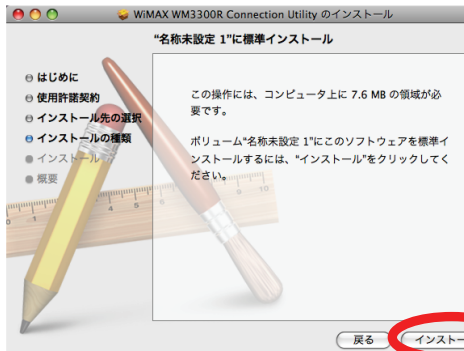 WiMAX WM3300R Connection Utility のインストール
"名称未設定 1"に標準インストール
はじめに
使用許諾契約
インストール先の選択
インストールの種類
インストール
概要
この操作には、コンピュータ上に 7.6 MB の領域が必
要です。
ボリューム"名称未設定 1"にこのソフトウェアを標準イ
ンストールするには、"インストール"をクリックしてく
ださい。
0 1 4 5 6 9 10
戻る
インストー